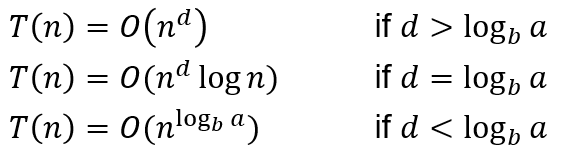 T(n) = O(n^d) if d > log_b a
T(n) = O(n^d log n) if d = log_b a
T(n) = O(n^{log_b a}) if d < log_b a